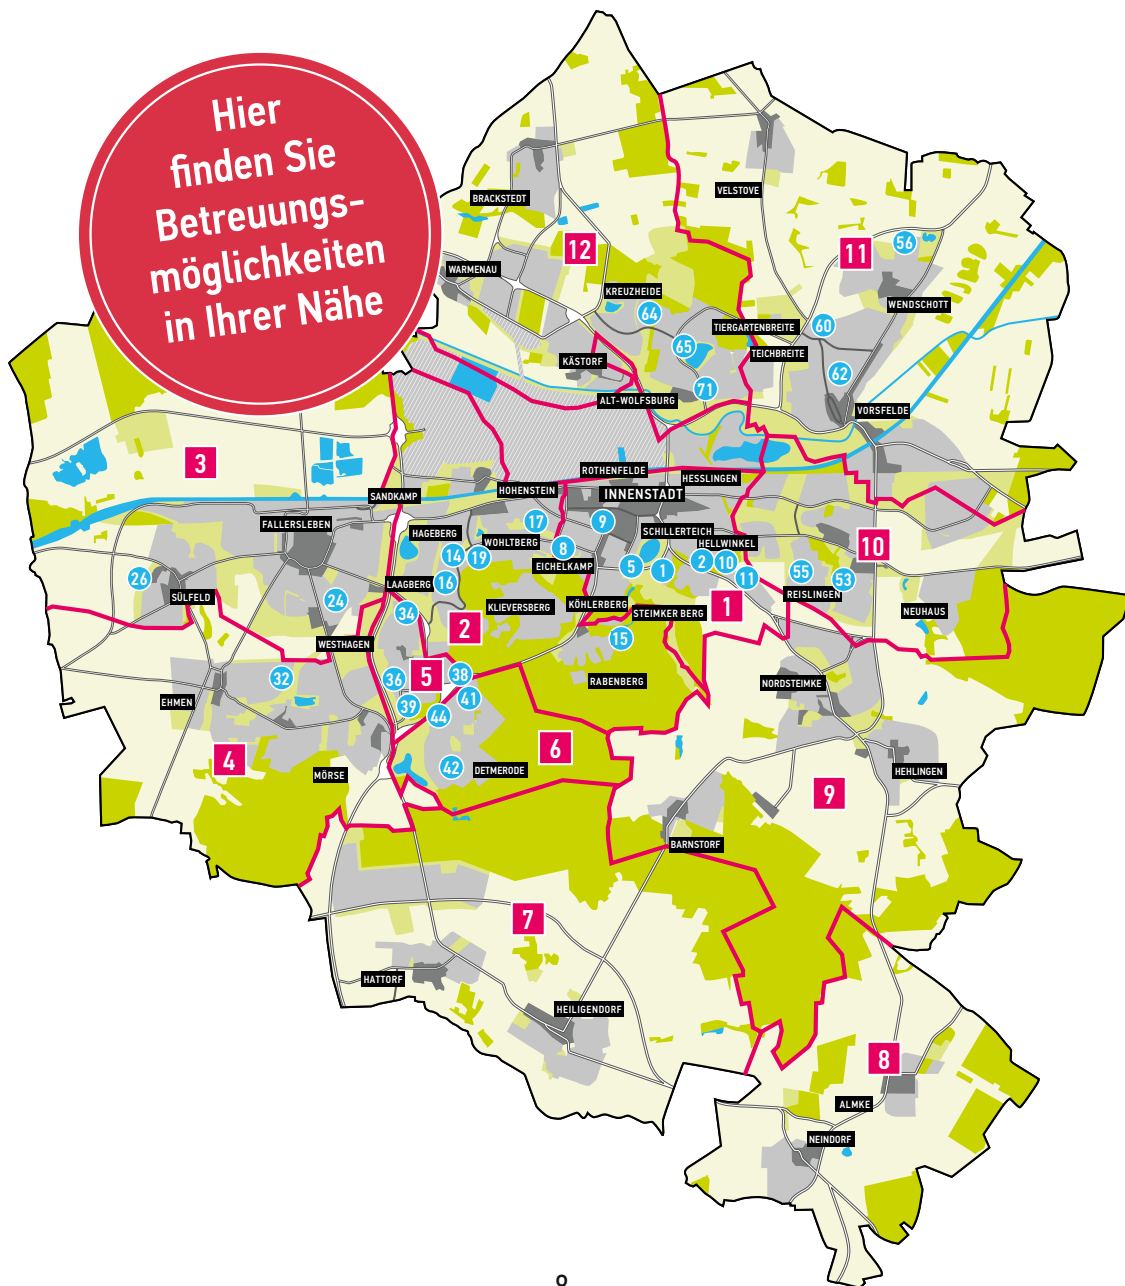 Hier
finden Sie
Betreuungs-
möglichkeiten
in Ihrer Nähe
BRACKSTEDT
VELSTOVE
12
11
56
WARMENAU
KREUZHEIDE
WENDSCHOTT
64
TIERGARTENBREITE
60
65
TEICHBREITE
KÄSTORF
62
71
ALT-WOLFSBURG
VORSFELDE
3
ROTHENFELDE
HESSLINGEN
SANDKAMP
HOHENSTEIN
INNENSTADT
FALLERSLEBEN
17
9
HAGEBERG
SCHILLERTEICH
WOHLTBERG
8
HELLWINKEL
10
14
19
EICHELKAMP
5
1
2
10
11
55
53
26
16
LAAGBERG
REISLINGEN
SÜLFELD
24
34
KLIEVERSBERG
KÖHLERBERG
STEIMKER BERG
1
NEUHAUS
2
15
WESTHAGEN
32
36
5
38
RABENBERG
NORDSTEIMKE
EHMEN
39
44
41
4
6
HEHLINGEN
MÖRSE
42
DETMERODE
9
BARNSTORF
7
HATTORF
HEILIGENDORF
8
ALMKE
NEINDORF
9